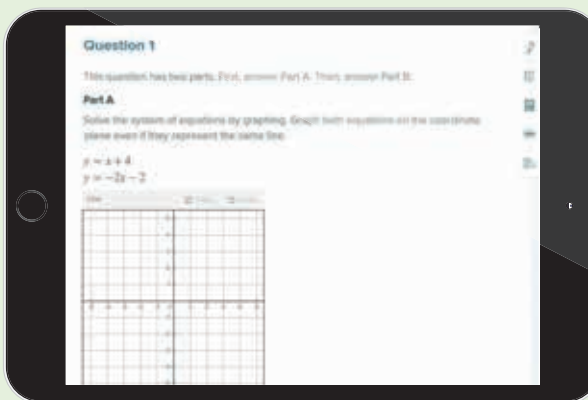 Question 1
This question has two parts. First, answer Part A. Then, answer Part B.
Part A
Solve the system of equations by graphing. Graph both equations on the coordinate
plane even if they represent the same line.
y = x + 4
y = −2x − 2
Line